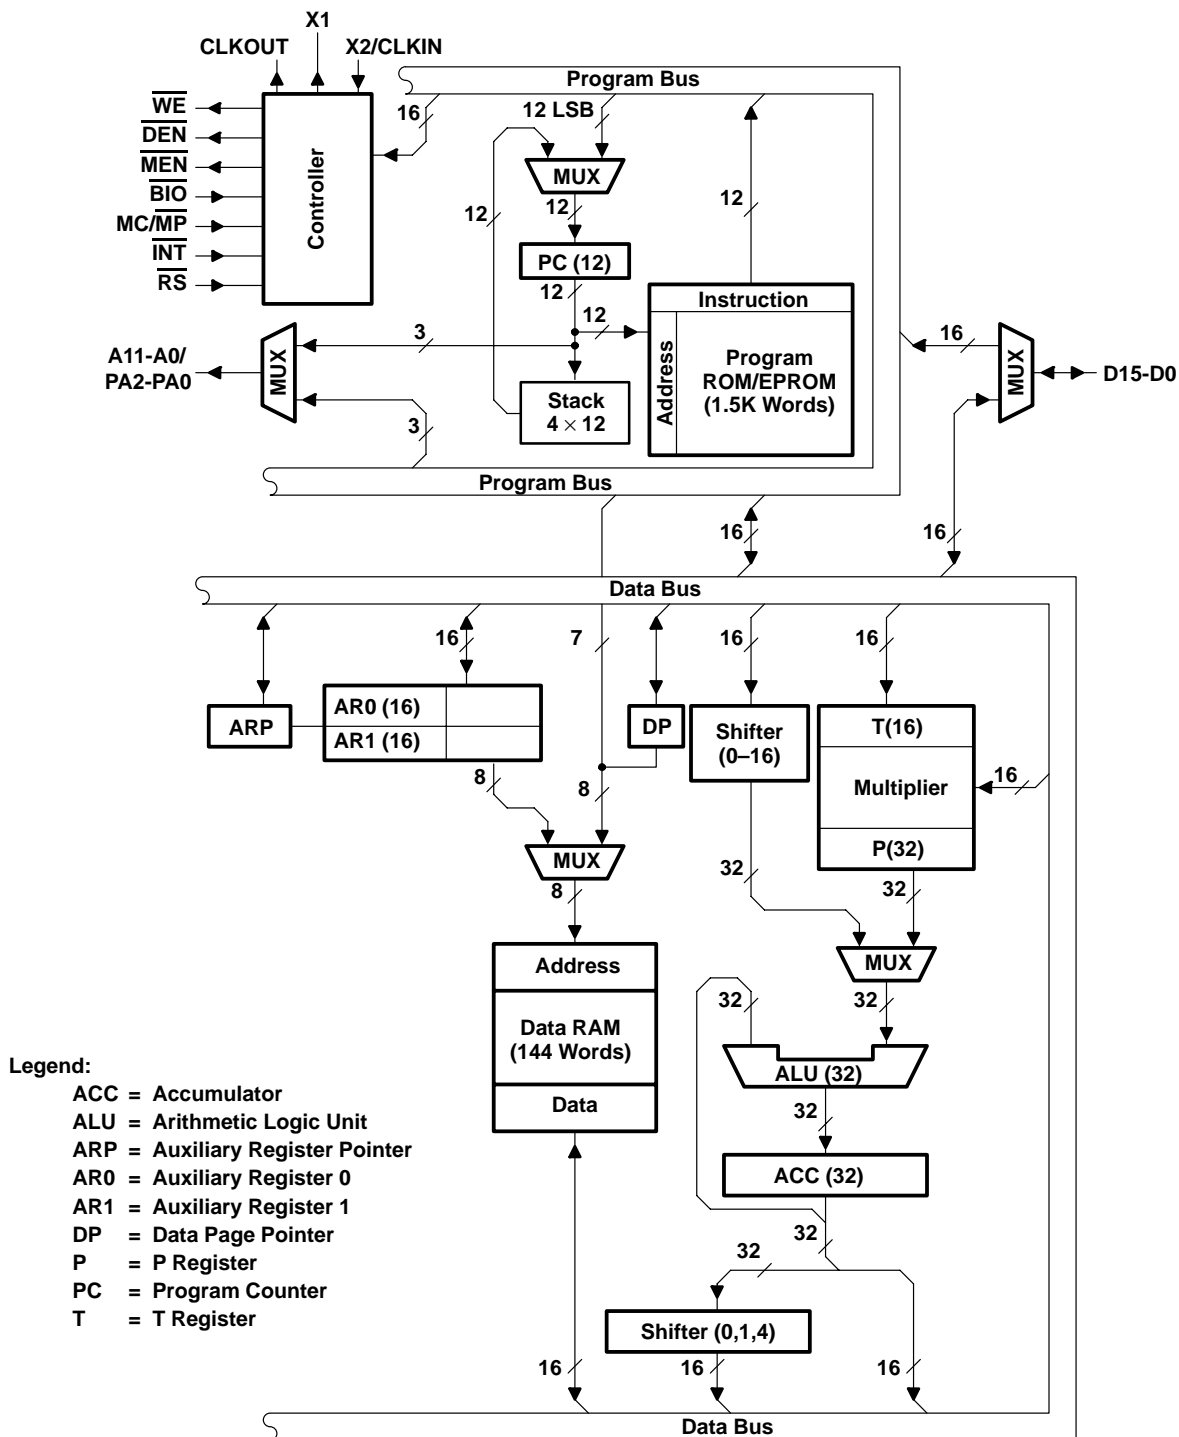 X1
CLKOUT
X2/CLKIN
Program Bus
WE
DEN
MEN
BIO
MC/MP
INT
RS
Controller
16
12 LSB
MUX
12
12
12
PC (12)
12
12
Instruction
Address
Program
ROM/EPROM
(1.5K Words)
A11-A0/
PA2-PA0
MUX
3
3
Stack
4 × 12
16
MUX
D15-D0
Program Bus
16
16
Data Bus
16
7
16
16
ARP
AR0 (16)
AR1 (16)
DP
Shifter
(0–16)
T(16)
Multiplier
P(32)
16
8
8
MUX
8
32
32
MUX
Address
Data RAM
(144 Words)
Data
32
32
ALU (32)
32
ACC (32)
32
32
Shifter (0,1,4)
16
16
16
Data Bus
Legend:
ACC = Accumulator
ALU = Arithmetic Logic Unit
ARP = Auxiliary Register Pointer
AR0 = Auxiliary Register 0
AR1 = Auxiliary Register 1
DP = Data Page Pointer
P = P Register
PC = Program Counter
T = T Register